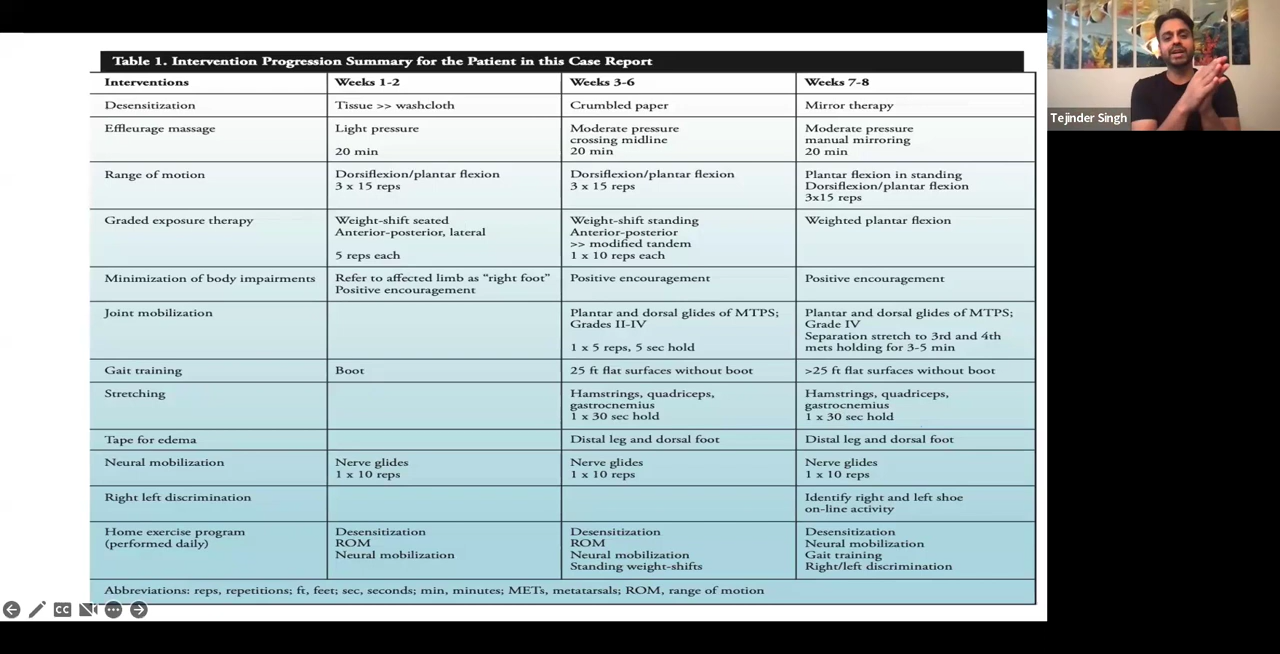 Table 1. Intervention Progression Summary for the Patient in this Case Report
Interventions Weeks 1-2 Weeks 3-6 Weeks 7-8
Desensitization Tissue >> washcloth Crumbled paper Mirror therapy
Effleurage massage Light pressure Moderate pressure Moderate pressure
crossing midline manual mirroring
20 min 20 min 20 min
Range of motion Dorsiflexion/plantar flexion Dorsiflexion/plantar flexion Plantar flexion in standing
3 x 15 reps 3 x 15 reps Dorsiflexion/plantar flexion
3x15 reps
Graded exposure therapy Weight-shift seated Weight-shift standing Weighted plantar flexion
Anterior-posterior, lateral Anterior-posterior
>> modified tandem
5 reps each 1 x 10 reps each
Minimization of body impairments Refer to affected limb as “right foot” Positive encouragement Positive encouragement
Positive encouragement
Joint mobilization Plantar and dorsal glides of MTPS; Plantar and dorsal glides of MTPS;
Grades II-IV Grade IV
Separation stretch to 3rd and 4th
1 x 5 reps, 5 sec hold mets holding for 3-5 min
Gait training Boot 25 ft flat surfaces without boot >25 ft flat surfaces without boot
Stretching Hamstrings, quadriceps, Hamstrings, quadriceps,
gastrocnemius gastrocnemius
1 x 30 sec hold 1 x 30 sec hold
Tape for edema Distal leg and dorsal foot Distal leg and dorsal foot
Neural mobilization Nerve glides Nerve glides Nerve glides
1 x 10 reps 1 x 10 reps 1 x 10 reps
Right left discrimination Identify right and left shoe
on-line activity
Home exercise program Desensitization Desensitization Desensitization
(performed daily) ROM ROM Neural mobilization
Neural mobilization Neural mobilization Gait training
Standing weight-shifts Right/left discrimination
Abbreviations: reps, repetitions; ft, feet; sec, seconds; min, minutes; METs, metatarsals; ROM, range of motion
CC
Tejinder Singh